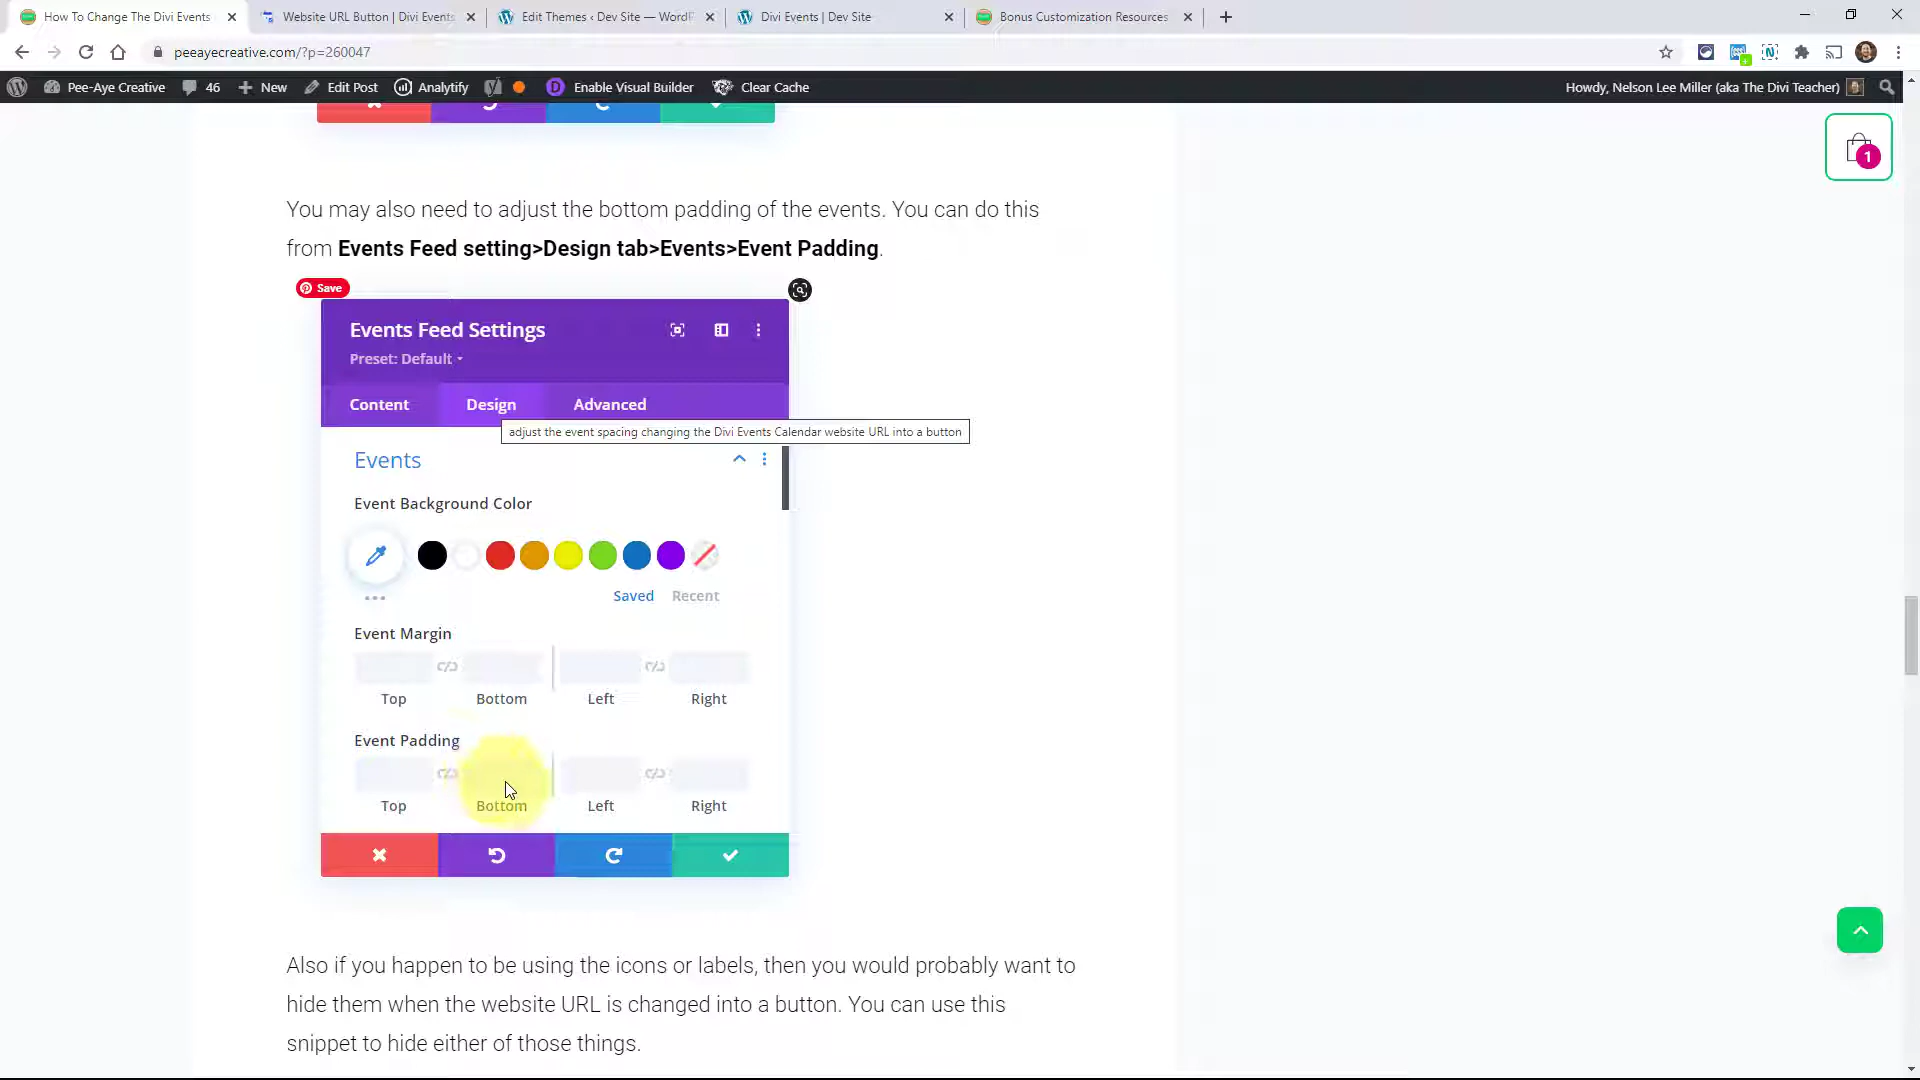 How To Change The Divi Events
Website URL Button | Divi Events
Edit Themes ‹ Dev Site — WordP
Divi Events | Dev Site
Bonus Customization Resources
peeayecreative.com/?p=260047
Pee-Aye Creative
46
New
Edit Post
Analytify
Enable Visual Builder
Clear Cache
Howdy, Nelson Lee Miller (aka The Divi Teacher)
1
You may also need to adjust the bottom padding of the events. You can do this
from Events Feed setting>Design tab>Events>Event Padding.
Save
Events Feed Settings
Preset: Default
Content
Design
Advanced
adjust the event spacing changing the Divi Events Calendar website URL into a button
Events
Event Background Color
Saved
Recent
Event Margin
Top
Bottom
Left
Right
Event Padding
Top
Bottom
Left
Right
Also if you happen to be using the icons or labels, then you would probably want to
hide them when the website URL is changed into a button. You can use this
snippet to hide either of those things.